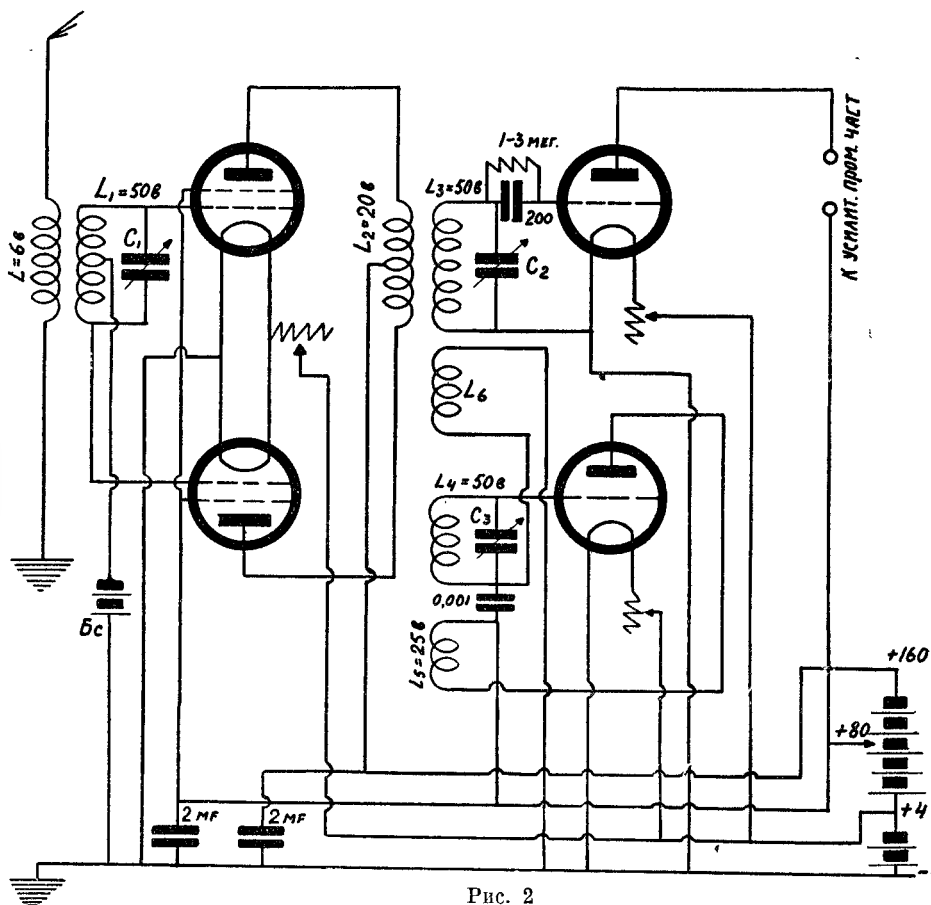 L=6в
L₁=50в
C₁
L₂=20в
L₃=50в
1-3 мег.
200
C₂
К УСИЛИТ. ПРОМ. ЧАСТ
L₆
L₄=50в
C₃
0,001
L₅=25в
Бс
2 MF
2 MF
+160
+80
+4
-
Рис. 2